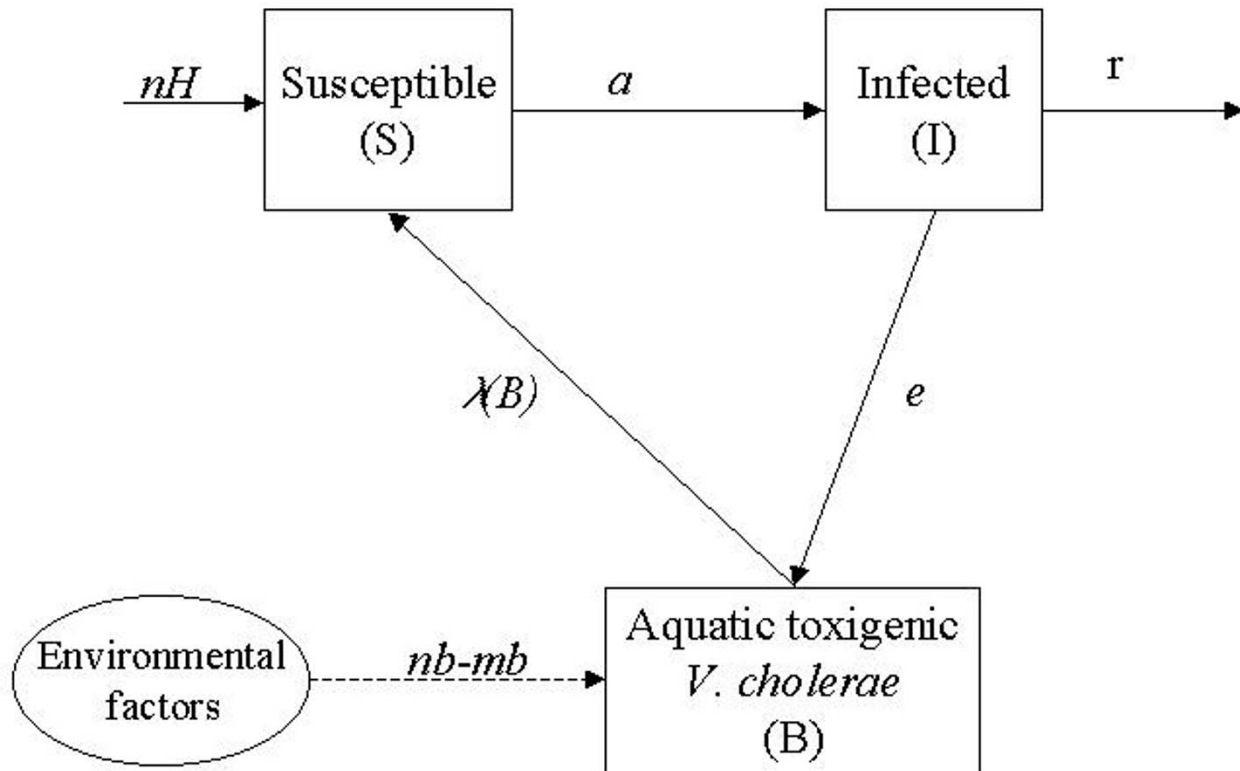 nH
Susceptible
(S)
a
Infected
(I)
r
λ(B)
e
Environmental
factors
nb-mb
Aquatic toxigenic
V. cholerae
(B)